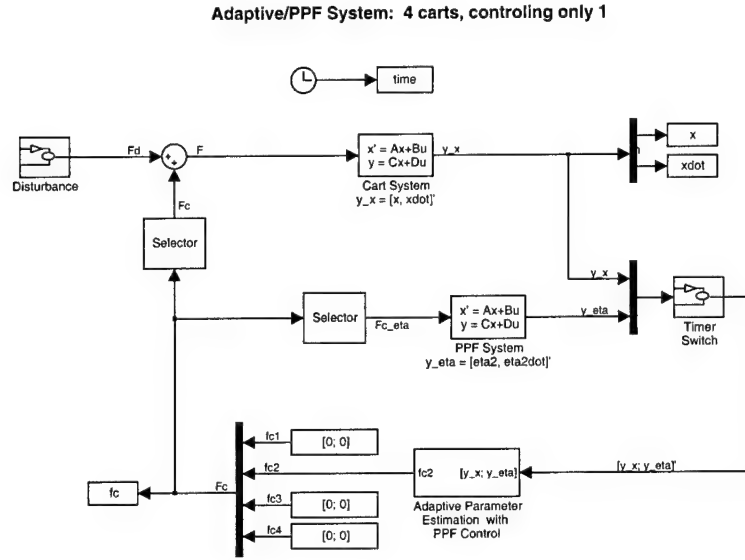 Adaptive/PPF System: 4 carts, controling only 1
time
Disturbance
Fd
F
x' = Ax+Bu
y = Cx+Du
Cart System
y_x = [x, xdot]'
y_x
x
xdot
Fc
Selector
y_x
Selector
Fc_eta
x' = Ax+Bu
y = Cx+Du
PPF System
y_eta = [eta2, eta2dot]'
y_eta
Timer
Switch
fc1
[0; 0]
fc2
fc2
[y_x; y_eta]
[y_x; y_eta]'
fc
Fc
fc3
[0; 0]
fc4
[0; 0]
Adaptive Parameter
Estimation with
PPF Control